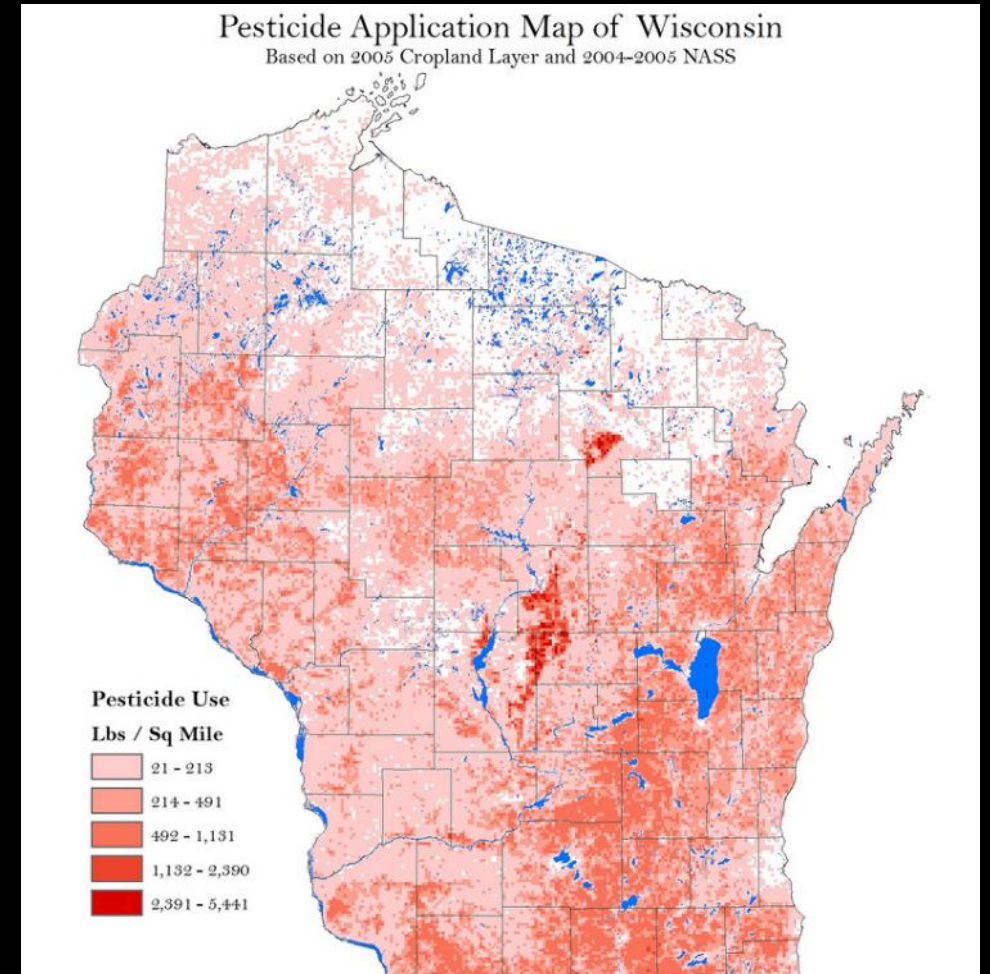 Pesticide Application Map of Wisconsin
Based on 2005 Cropland Layer and 2004-2005 NASS
Pesticide Use
Lbs / Sq Mile
21 - 213
214 - 491
492 - 1,131
1,132 - 2,390
2,391 - 5,441